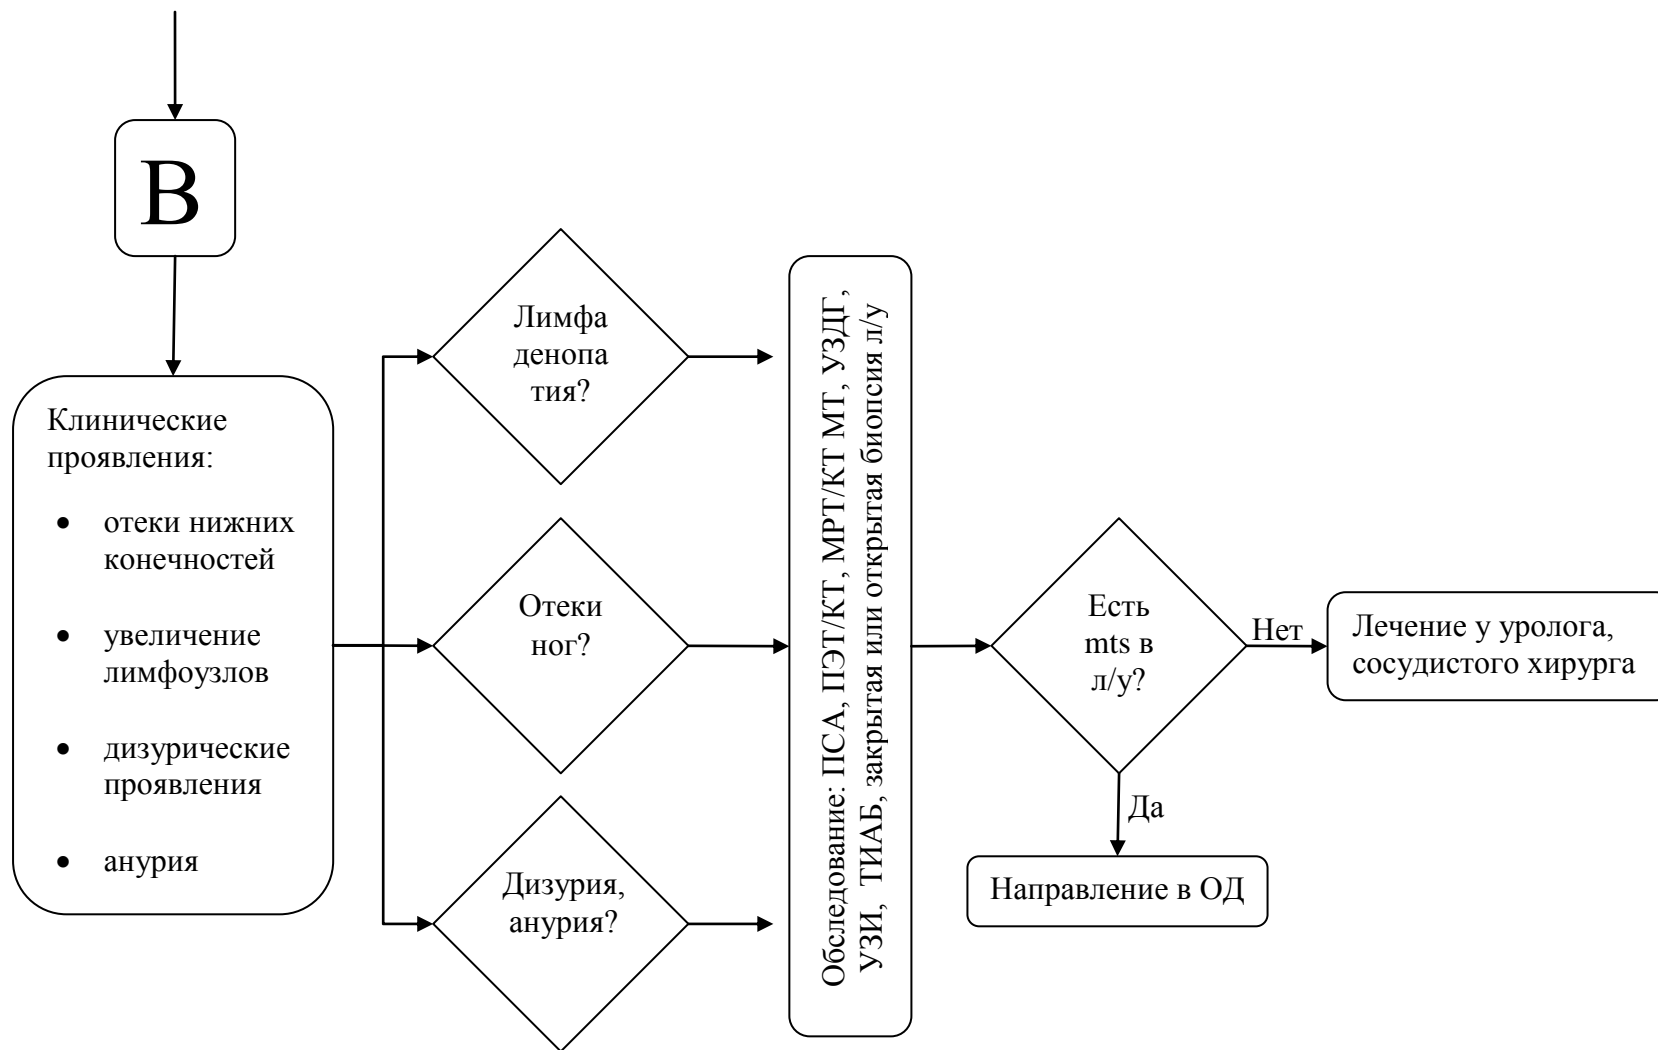 В
Клинические
проявления:
• отеки нижних
конечностей
• увеличение
лимфоузлов
• дизурические
проявления
• анурия
Лимфа
денопа
тия?
Отеки
ног?
Дизурия,
анурия?
Обследование: ПСА, ПЭТ/КТ, МРТ/КТ МТ, УЗДГ,
УЗИ, ТИАБ, закрытая или открытая биопсия л/у
Есть
mts в
л/у?
Нет
Лечение у уролога,
сосудистого хирурга
Да
Направление в ОД